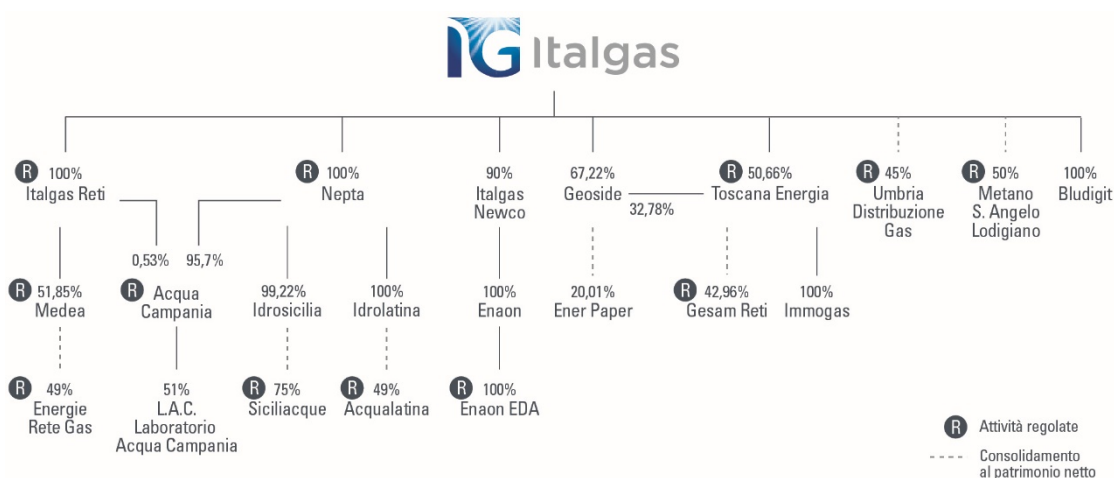 IG Italgas
R 100%
Italgas Reti
R 100%
Nepta
90%
Italgas
Newco
67,22%
Geoside
32,78%
R 50,66%
Toscana Energia
R 45%
Umbria
Distribuzione
Gas
R 50%
Metano
S. Angelo
Lodigiano
100%
Bludigit
0,53%
95,7%
R 51,85%
Medea
R Acqua
Campania
99,22%
Idrosicilia
100%
Idrolatina
100%
Enaon
20,01%
Ener Paper
R 42,96%
Gesam Reti
100%
Immogas
R 49%
Energie
Rete Gas
51%
L.A.C.
Laboratorio
Acqua Campania
R 75%
Siciliacque
R 49%
Acqualatina
R 100%
Enaon EDA
R Attività regolate
Consolidamento
al patrimonio netto